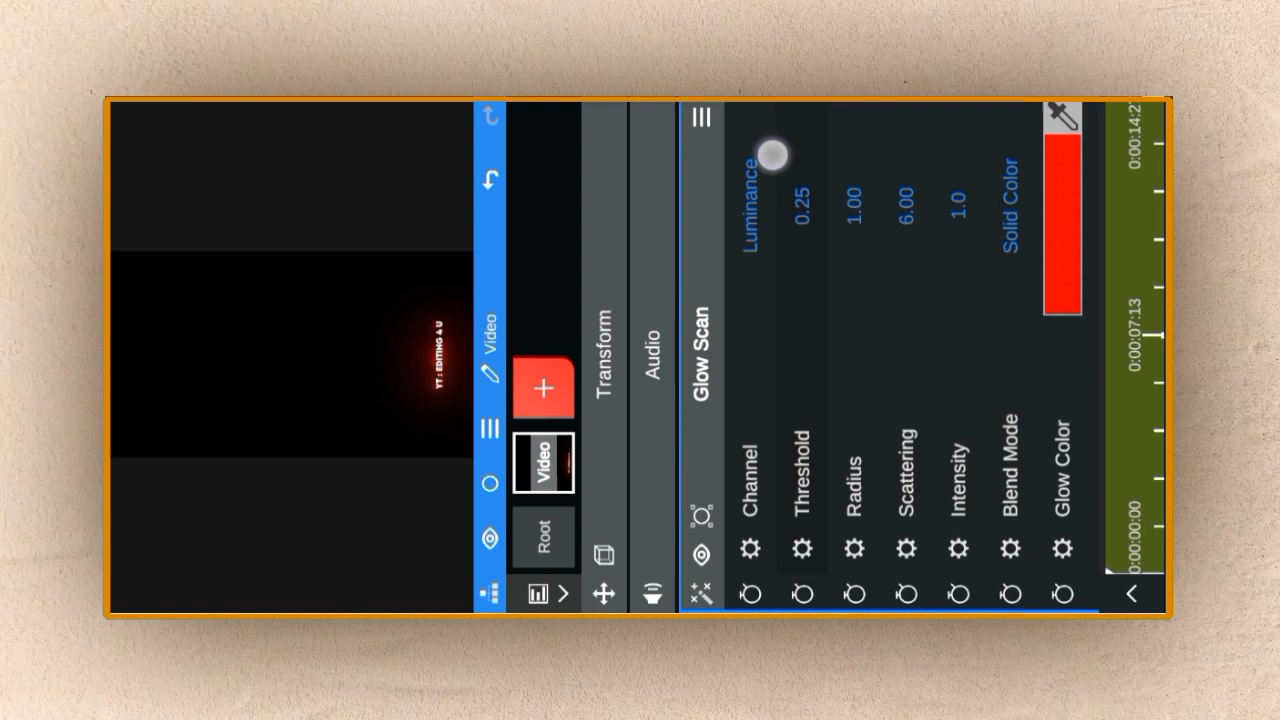 YT : EDITING 4 U
Video
Root
Video
Transform
Audio
Glow Scan
Channel
Luminance
Threshold
0.25
Radius
1.00
Scattering
6.00
Intensity
1.0
Blend Mode
Solid Color
Glow Color
0:00:00:00
0:00:07:13
0:00:14:2